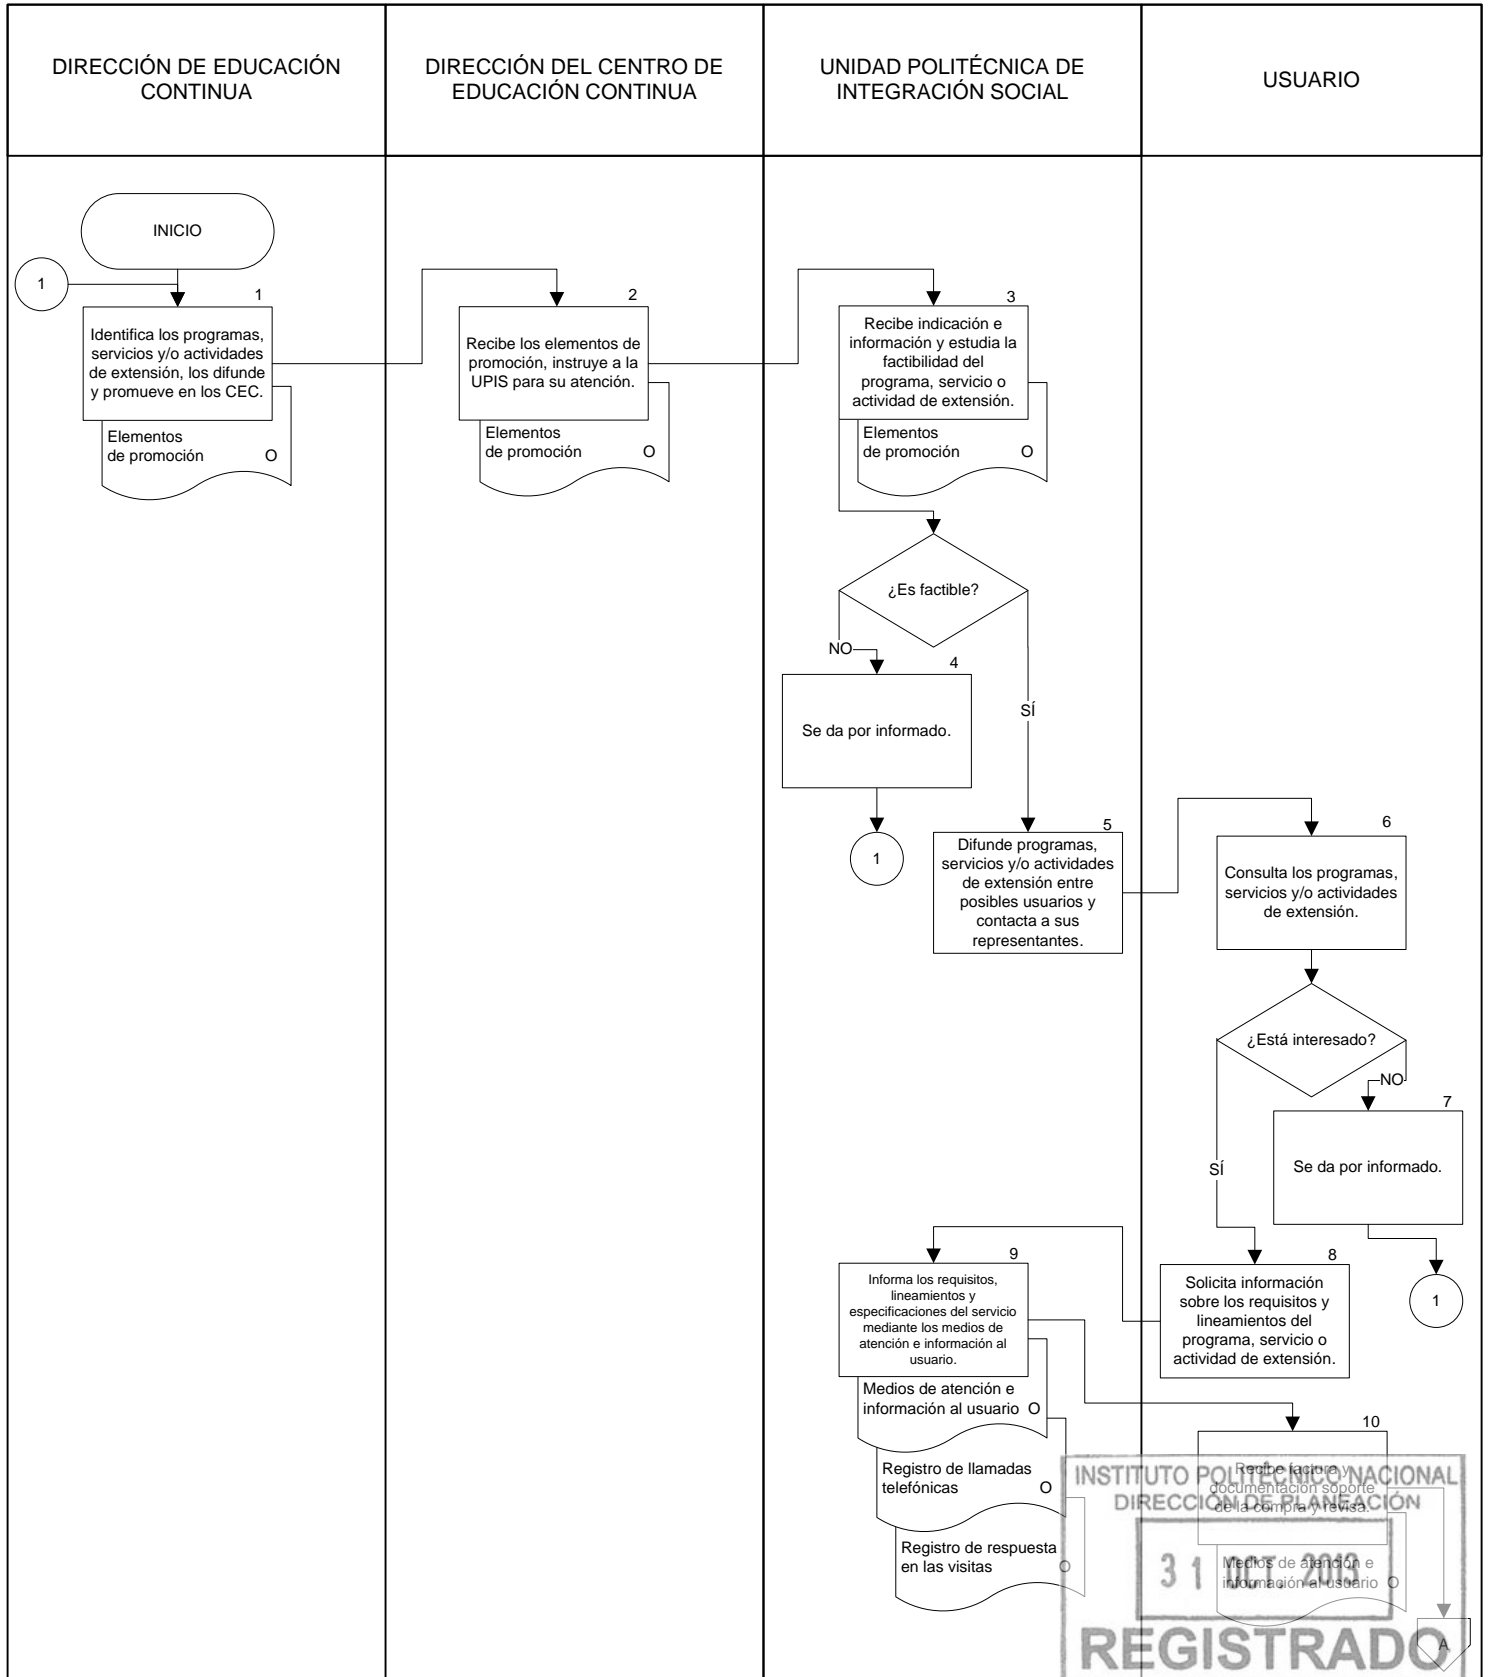 DIRECCIÓN DE EDUCACIÓN
CONTINUA
DIRECCIÓN DEL CENTRO DE
EDUCACIÓN CONTINUA
UNIDAD POLITÉCNICA DE
INTEGRACIÓN SOCIAL
USUARIO
INICIO
1
1
Identifica los programas,
servicios y/o actividades
de extensión, los difunde
y promueve en los CEC.
Elementos
de promoción O
2
Recibe los elementos de
promoción, instruye a la
UPIS para su atención.
Elementos
de promoción O
3
Recibe indicación e
información y estudia la
factibilidad del
programa, servicio o
actividad de extensión.
Elementos
de promoción O
¿Es factible?
NO
SÍ
4
Se da por informado.
1
5
Difunde programas,
servicios y/o actividades
de extensión entre
posibles usuarios y
contacta a sus
representantes.
6
Consulta los programas,
servicios y/o actividades
de extensión.
¿Está interesado?
NO
SÍ
7
Se da por informado.
1
8
Solicita información
sobre los requisitos y
lineamientos del
programa, servicio o
actividad de extensión.
9
Informa los requisitos,
lineamientos y
especificaciones del servicio
mediante los medios de
atención e información al
usuario.
Medios de atención e
información al usuario O
Registro de llamadas
telefónicas O
Registro de respuesta
en las visitas O
10
Recibe factura y
documentación soporte
de la compra y revisa.
Medios de atención e
información al usuario O
A
INSTITUTO POLITÉCNICO NACIONAL
DIRECCIÓN DE PLANEACIÓN
31 OCT. 2013
REGISTRADO